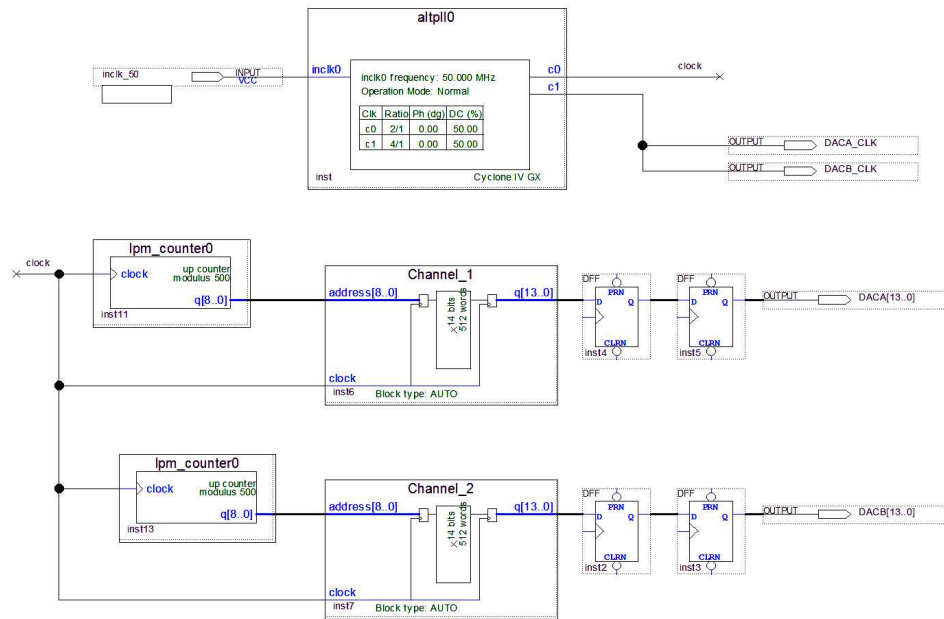 altpll0
inclk_50
INPUT
VCC
inclk0
inclk0 frequency: 50.000 MHz
Operation Mode: Normal
Clk Ratio Ph (dg) DC (%)
c0 2/1 0.00 50.00
c1 4/1 0.00 50.00
c0
c1
clock
inst
Cyclone IV GX
OUTPUT
DACA_CLK
OUTPUT
DACB_CLK
clock
lpm_counter0
clock
up counter
modulus 500
q[8..0]
inst11
Channel_1
address[8..0]
q[13..0]
×14 bits
512 words
clock
inst6
Block type: AUTO
DFF
PRN
D Q
CLRN
inst4
DFF
PRN
D Q
CLRN
inst5
OUTPUT
DACA[13..0]
lpm_counter0
clock
up counter
modulus 500
q[8..0]
inst13
Channel_2
address[8..0]
q[13..0]
×14 bits
512 words
clock
inst7
Block type: AUTO
DFF
PRN
D Q
CLRN
inst2
DFF
PRN
D Q
CLRN
inst3
OUTPUT
DACB[13..0]